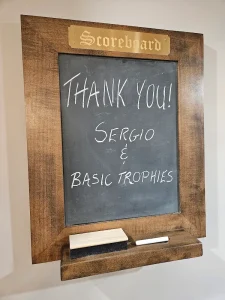 Scoreboard
THANK YOU!
SERGIO
&
BASIC TROPHIES